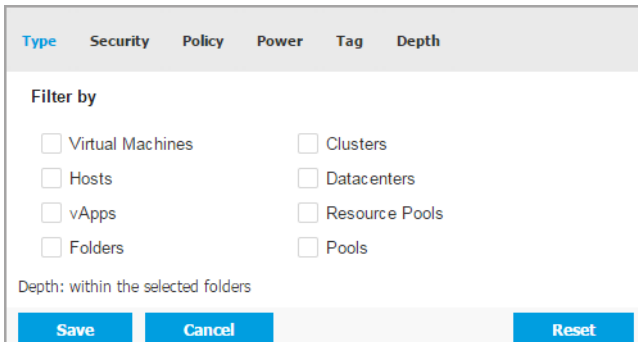 Type Security Policy Power Tag Depth
Filter by
Virtual Machines Clusters
Hosts Datacenters
vApps Resource Pools
Folders Pools
Depth: within the selected folders
Save Cancel Reset